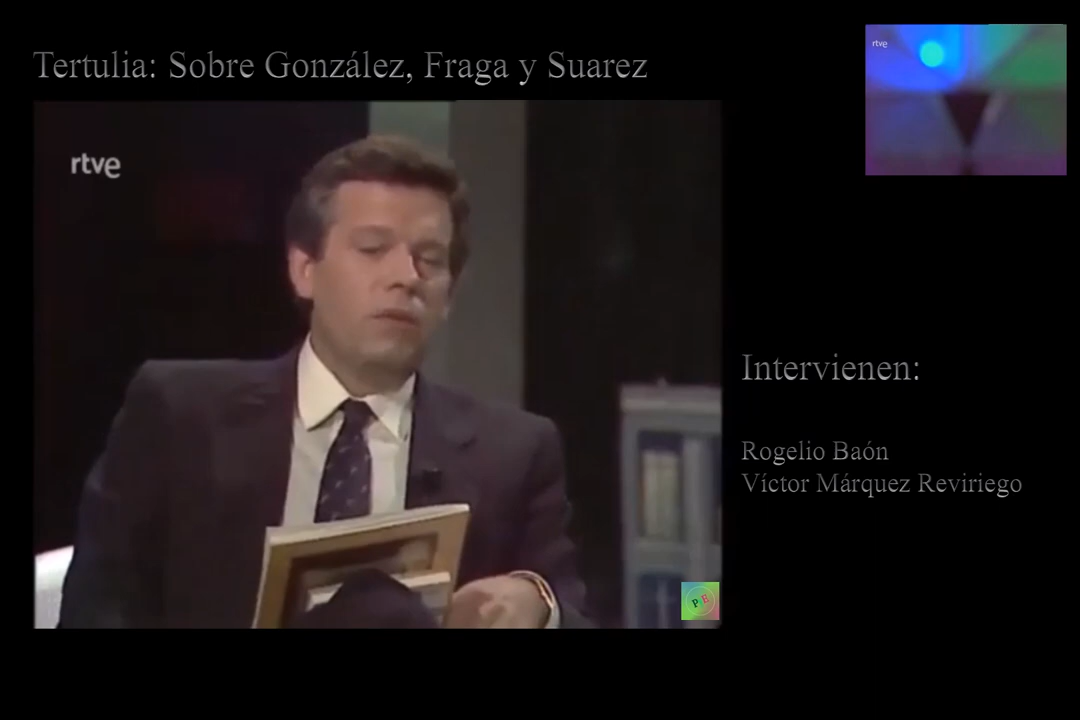 Tertulia: Sobre González, Fraga y Suarez
rtve
rtve
Intervienen:
Rogelio Baón
Víctor Márquez Reviriego
P E